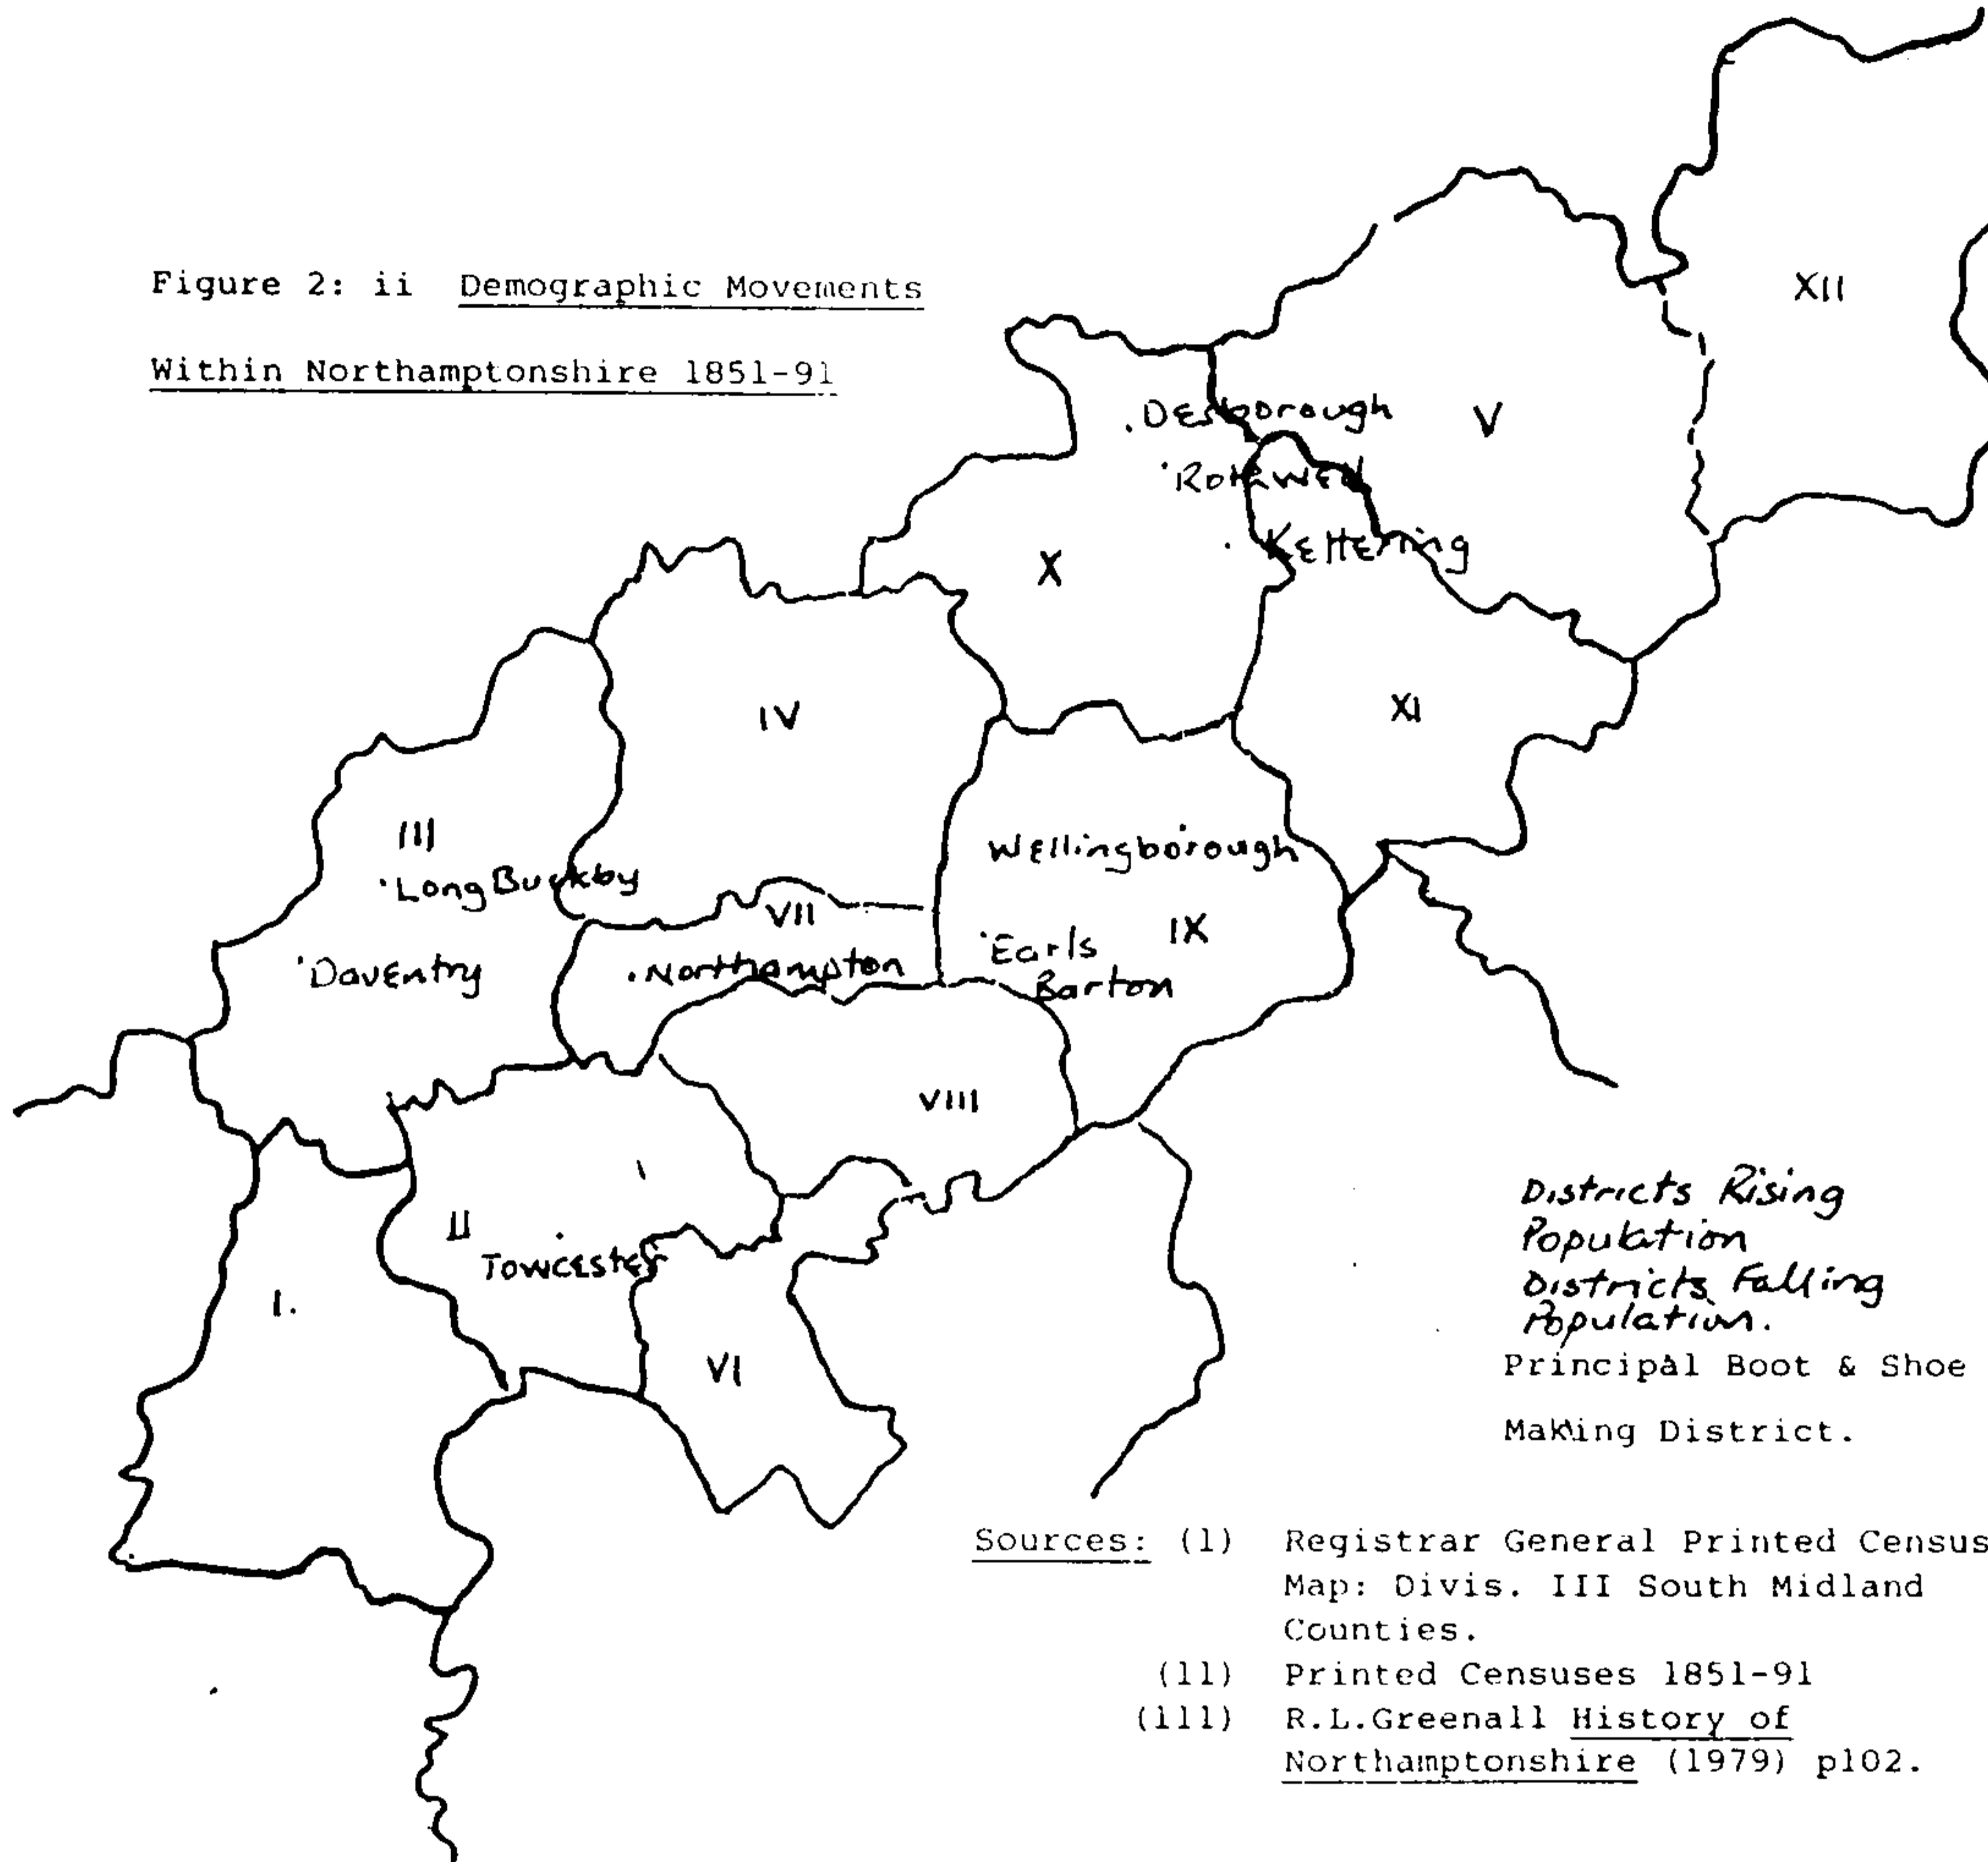 Figure 2: ii Demographic Movements
Within Northamptonshire 1851-91
XII
.Desborough
V
.Rothwell
.Kettering
X
IV
XI
III
Wellingborough
.Long Buckby
VII
IX
.Daventry
.Northampton
.Earls
Barton
VIII
II
Towcester
I.
VI
Districts Rising
Population
Districts Falling
Population.
Principal Boot & Shoe
Making District.
Sources: (1) Registrar General Printed Census
Map: Divis. III South Midland
Counties.
(11) Printed Censuses 1851-91
(111) R.L.Greenall History of
Northamptonshire (1979) p102.